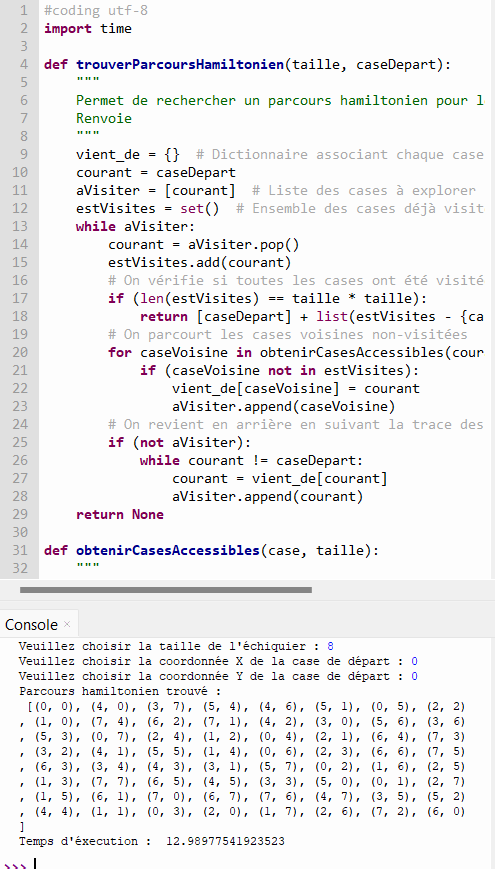 1 #coding utf-8
2 import time
3
4 def trouverParcoursHamiltonien(taille, caseDepart):
5 """
6 Permet de rechercher un parcours hamiltonien pour l
7 Renvoie
8 """
9 vient_de = {} # Dictionnaire associant chaque case
10 courant = caseDepart
11 aVisiter = [courant] # Liste des cases à explorer
12 estVisites = set() # Ensemble des cases déjà visit
13 while aVisiter:
14 courant = aVisiter.pop()
15 estVisites.add(courant)
16 # On vérifie si toutes les cases ont été visité
17 if (len(estVisites) == taille * taille):
18 return [caseDepart] + list(estVisites - {ca
19 # On parcourt les cases voisines non-visitées
20 for caseVoisine in obtenirCasesAccessibles(cour
21 if (caseVoisine not in estVisites):
22 vient_de[caseVoisine] = courant
23 aVisiter.append(caseVoisine)
24 # On revient en arrière en suivant la trace des
25 if (not aVisiter):
26 while courant != caseDepart:
27 courant = vient_de[courant]
28 aVisiter.append(courant)
29 return None
30
31 def obtenirCasesAccessibles(case, taille):
32 """
Console ×
Veuillez choisir la taille de l'échiquier : 8
Veuillez choisir la coordonnée X de la case de départ : 0
Veuillez choisir la coordonnée Y de la case de départ : 0
Parcours hamiltonien trouvé :
[(0, 0), (4, 0), (3, 7), (5, 4), (4, 6), (5, 1), (0, 5), (2, 2)
, (1, 0), (7, 4), (6, 2), (7, 1), (4, 2), (3, 0), (5, 6), (3, 6)
, (5, 3), (0, 7), (2, 4), (1, 2), (0, 4), (2, 1), (6, 4), (7, 3)
, (3, 2), (4, 1), (5, 5), (1, 4), (0, 6), (2, 3), (6, 6), (7, 5)
, (6, 3), (3, 4), (4, 3), (3, 1), (5, 7), (0, 2), (1, 6), (2, 5)
, (1, 3), (7, 7), (6, 5), (4, 5), (3, 3), (5, 0), (0, 1), (2, 7)
, (1, 5), (6, 1), (7, 0), (6, 7), (7, 6), (4, 7), (3, 5), (5, 2)
, (4, 4), (1, 1), (0, 3), (2, 0), (1, 7), (2, 6), (7, 2), (6, 0)
]
Temps d'éxecution : 12.98977541923523
>>>